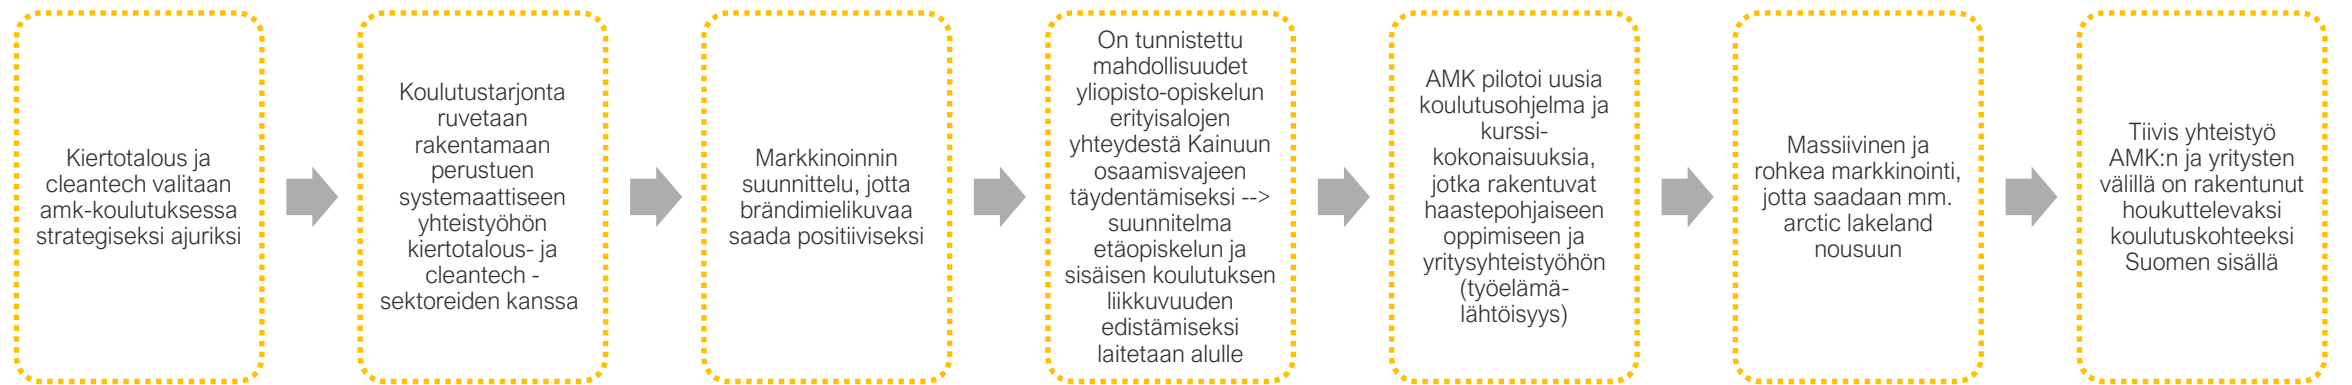 Kiertotalous ja
cleantech valitaan
amk-koulutuksessa
strategiseksi ajuriksi
Koulutustarjonta
ruvetaan
rakentamaan
perustuen
systemaattiseen
yhteistyöhön
kiertotalous- ja
cleantech -
sektoreiden kanssa
Markkinoinnin
suunnittelu, jotta
brändimielikuvaa
saada positiiviseksi
On tunnistettu
mahdollisuudet
yliopisto-opiskelun
erityisalojen
yhteydestä Kainuun
osaamisvajeen
täydentämiseksi -->
suunnitelma
etäopiskelun ja
sisäisen koulutuksen
liikkuvuuden
edistämiseksi
laitetaan alulle
AMK pilotoi uusia
koulutusohjelma ja
kurssi-
kokonaisuuksia,
jotka rakentuvat
haastepohjaiseen
oppimiseen ja
yritysyhteistyöhön
(työelämä-
lähtöisyys)
Massiivinen ja
rohkea markkinointi,
jotta saadaan mm.
arctic lakeland
nousuun
Tiivis yhteistyö
AMK:n ja yritysten
välillä on rakentunut
houkuttelevaksi
koulutuskohteeksi
Suomen sisällä